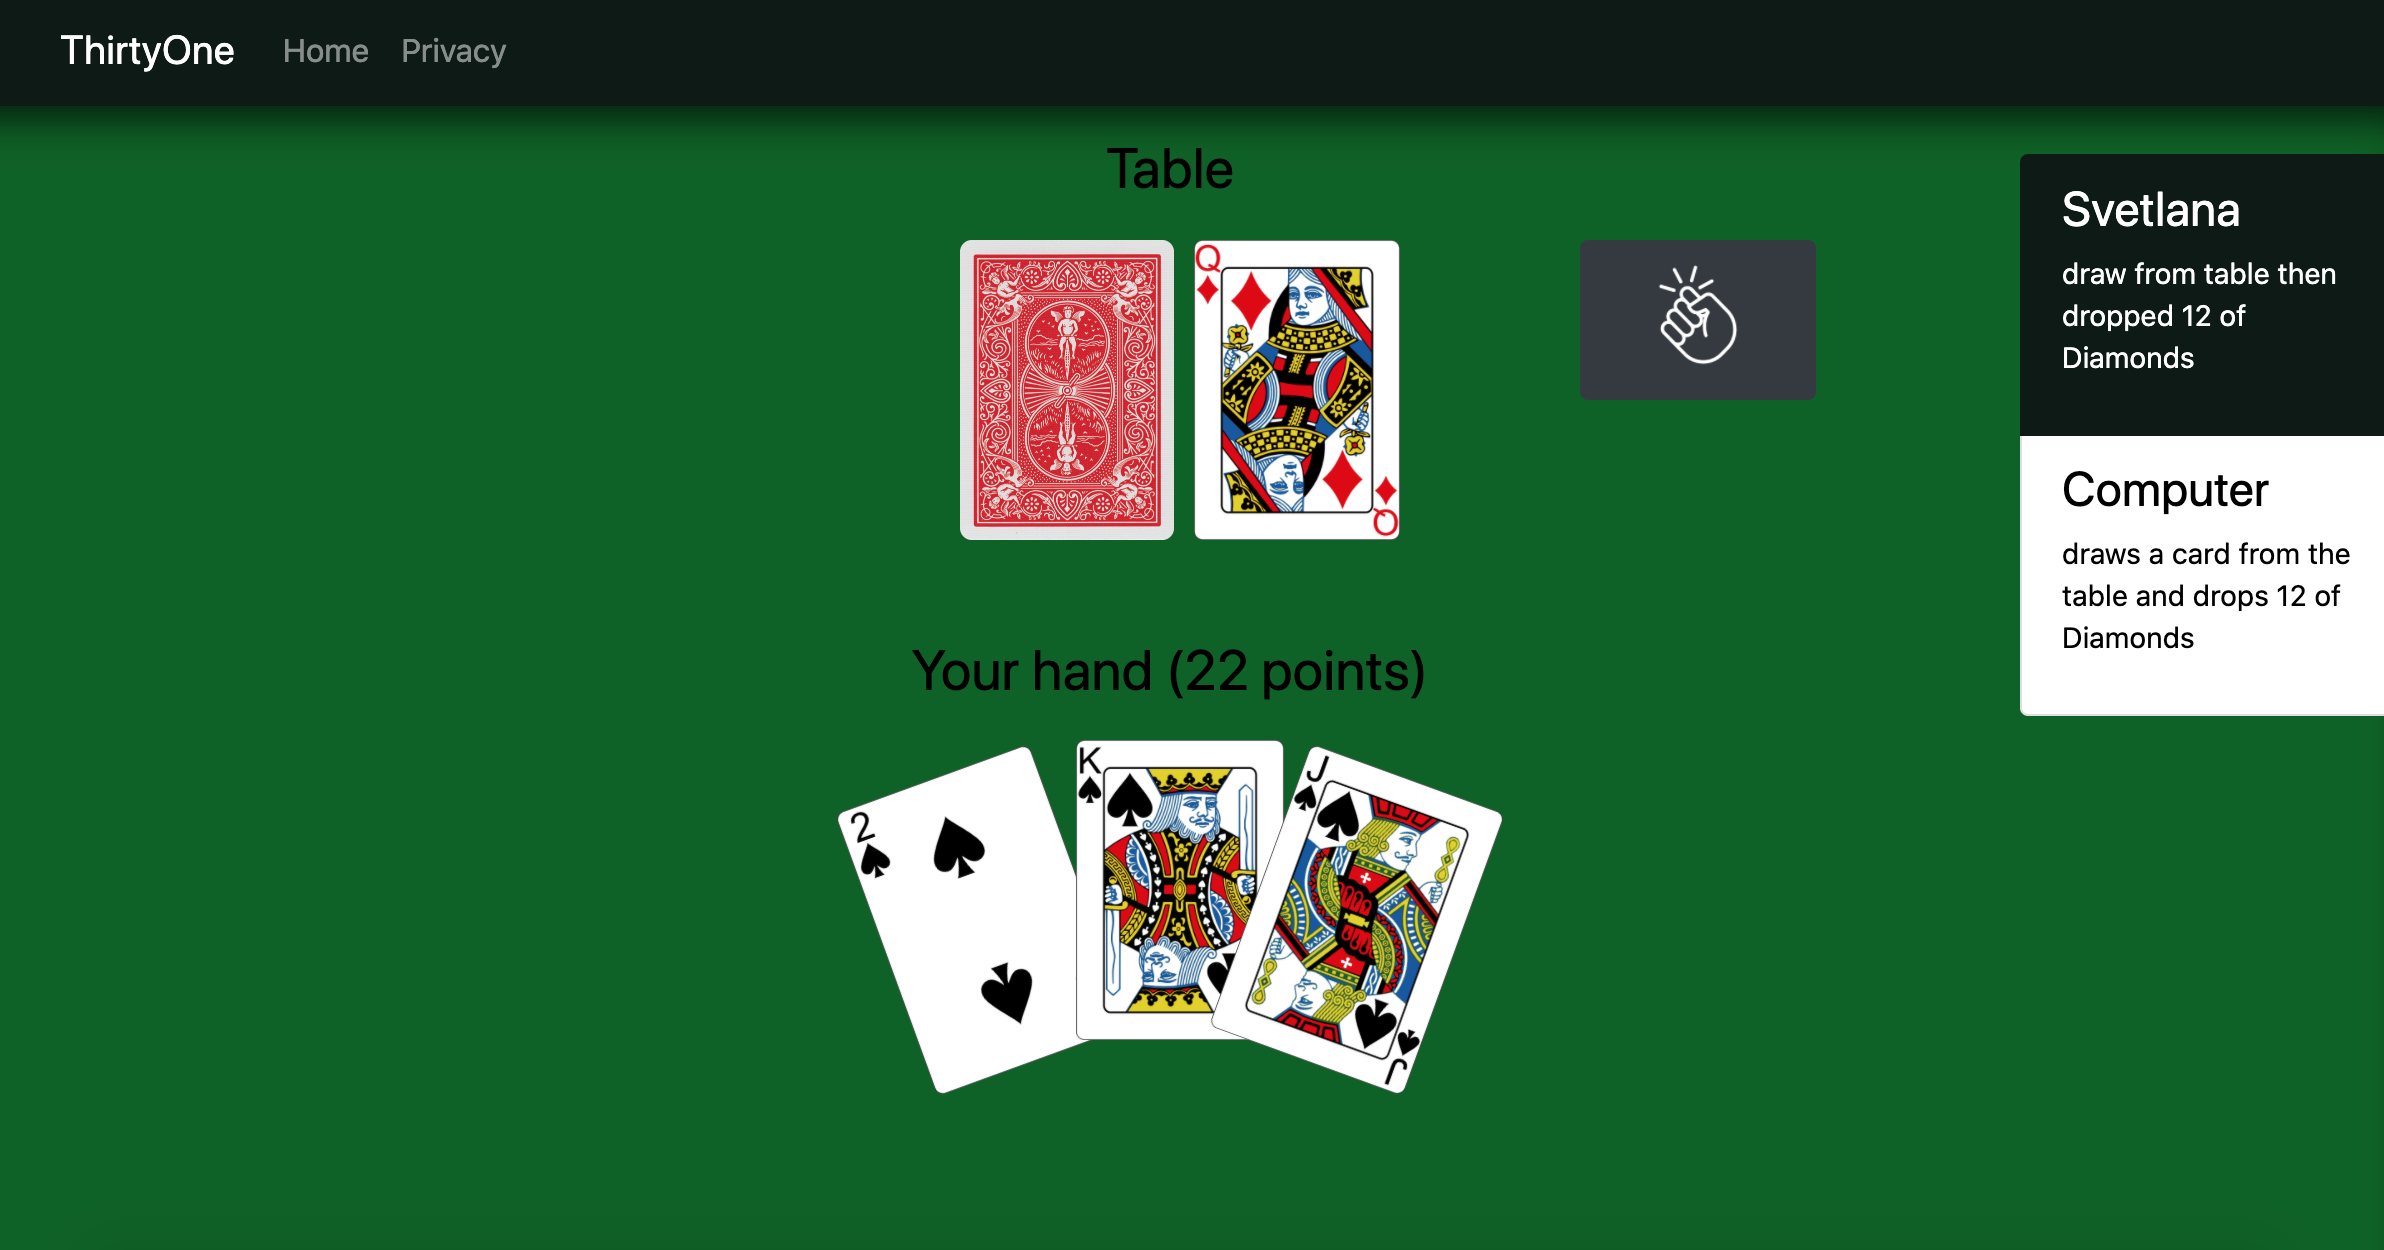 ThirtyOne Home Privacy
Table
Q
Q
Svetlana
draw from table then
dropped 12 of
Diamonds
Computer
draws a card from the
table and drops 12 of
Diamonds
Your hand (22 points)
2
K
J
J